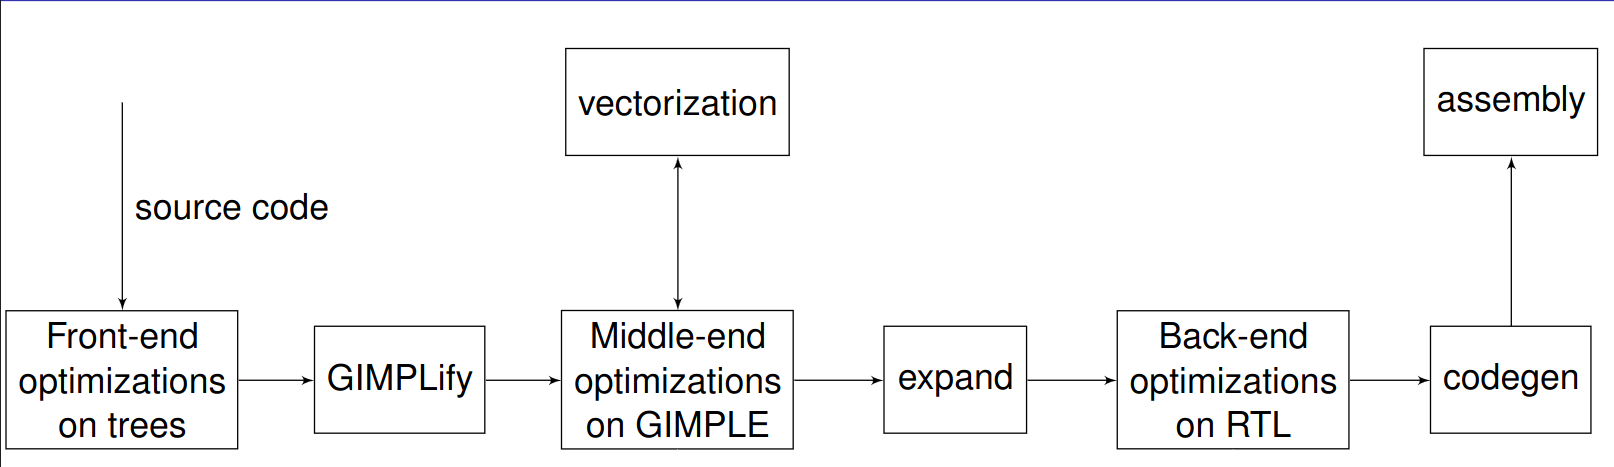 vectorization
assembly
source code
Front-end
optimizations
on trees
GIMPLify
Middle-end
optimizations
on GIMPLE
expand
Back-end
optimizations
on RTL
codegen